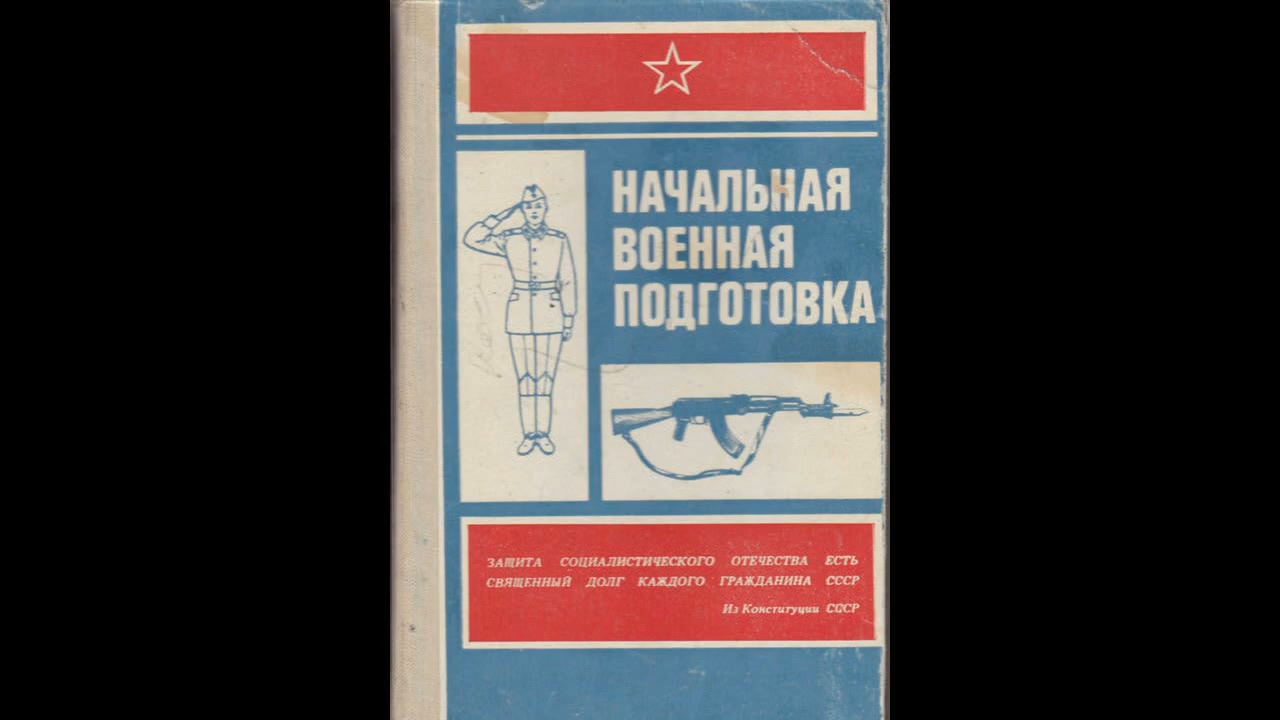 НАЧАЛЬНАЯ
ВОЕННАЯ
ПОДГОТОВКА
ЗАЩИТА СОЦИАЛИСТИЧЕСКОГО ОТЕЧЕСТВА ЕСТЬ
СВЯЩЕННЫЙ ДОЛГ КАЖДОГО ГРАЖДАНИНА СССР
Из Конституции СССР